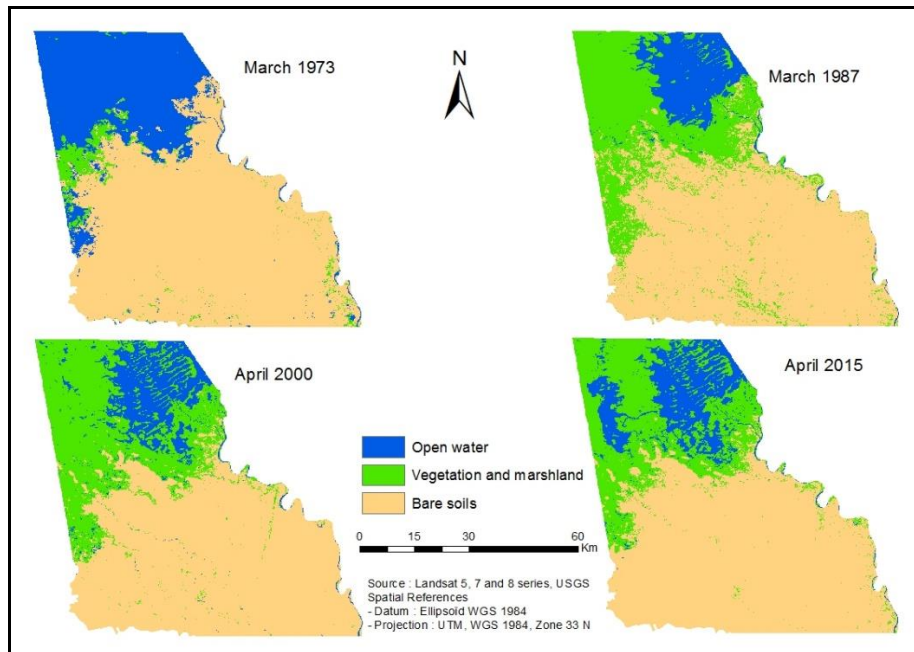 March 1973
N
March 1987
April 2000
April 2015
Open water
Vegetation and marshland
Bare soils
0 15 30 60
Km
Source : Landsat 5, 7 and 8 series, USGS
Spatial References
- Datum : Ellipsoid WGS 1984
- Projection : UTM, WGS 1984, Zone 33 N